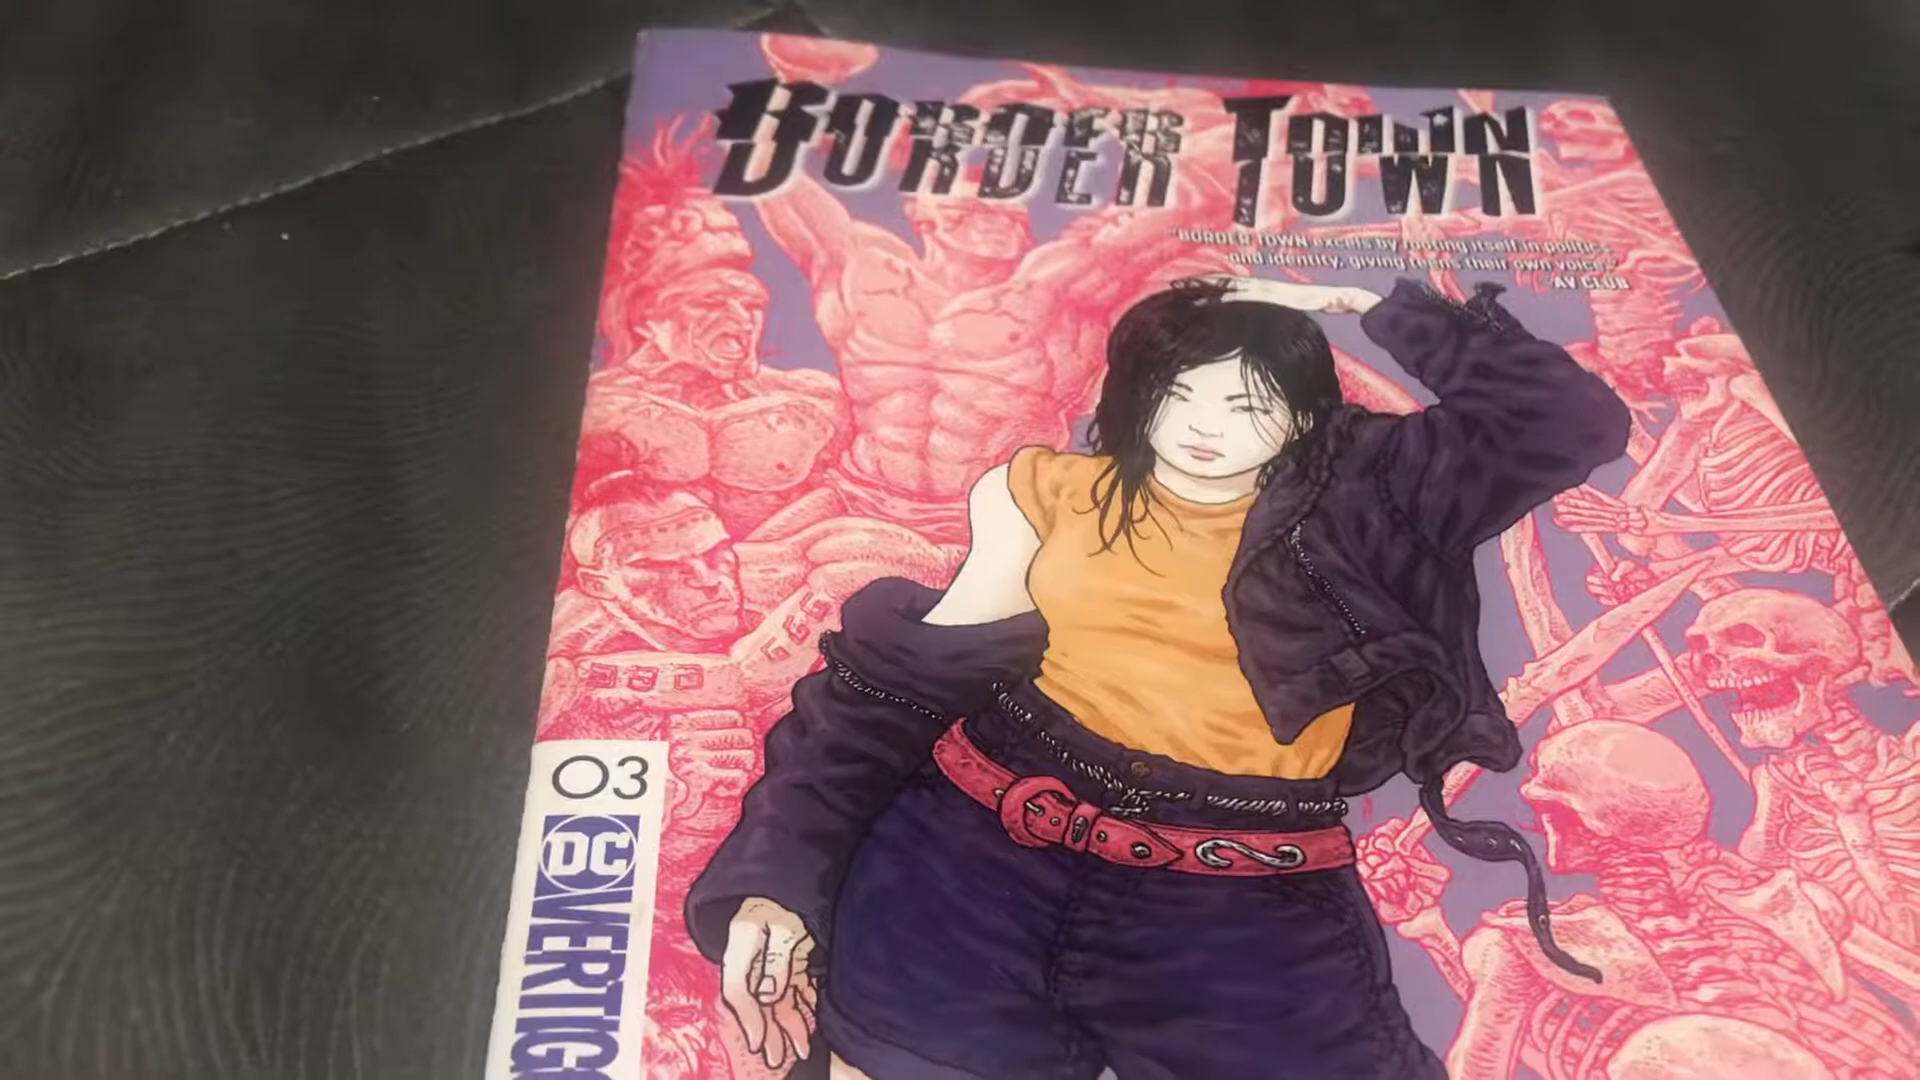 BORDER TOWN
"BORDER TOWN excels by rooting itself in politics
and identity, giving teens their own voice."
-AV CLUB
03
DC
VERTIGO